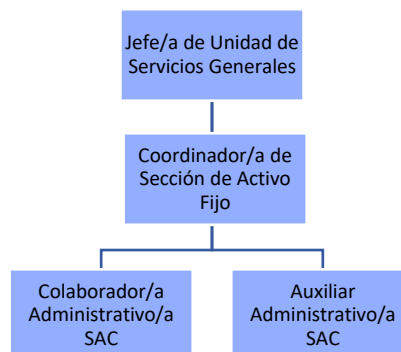 Jefe/a de Unidad de
Servicios Generales
Coordinador/a de
Sección de Activo
Fijo
Colaborador/a
Administrativo/a
SAC
Auxiliar
Administrativo/a
SAC